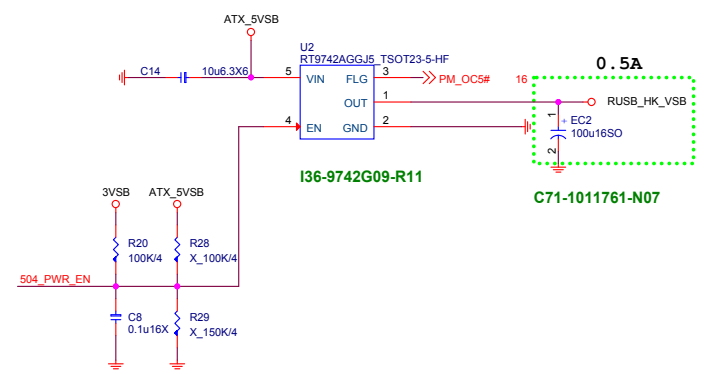 ATX_5VSB
U2
RT9742AGGJ5_TSOT23-5-HF
0.5A
C14
10u6.3X6
5
VIN
FLG
3
PM_OC5#
16
OUT
1
RUSB_HK_VSB
4
EN
GND
2
1
+
EC2
100u16SO
2
I36-9742G09-R11
C71-1011761-N07
3VSB
ATX_5VSB
R20
100K/4
R28
X_100K/4
504_PWR_EN
C8
0.1u16X
R29
X_150K/4